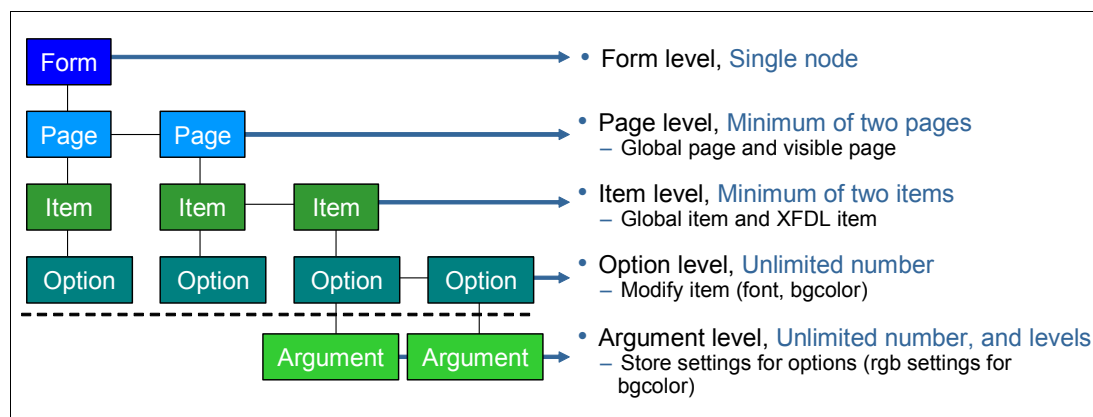 Form
• Form level, Single node
Page Page
• Page level, Minimum of two pages
– Global page and visible page
Item Item Item
• Item level, Minimum of two items
– Global item and XFDL item
Option Option Option Option
• Option level, Unlimited number
– Modify item (font, bgcolor)
Argument Argument
• Argument level, Unlimited number, and levels
– Store settings for options (rgb settings for
bgcolor)